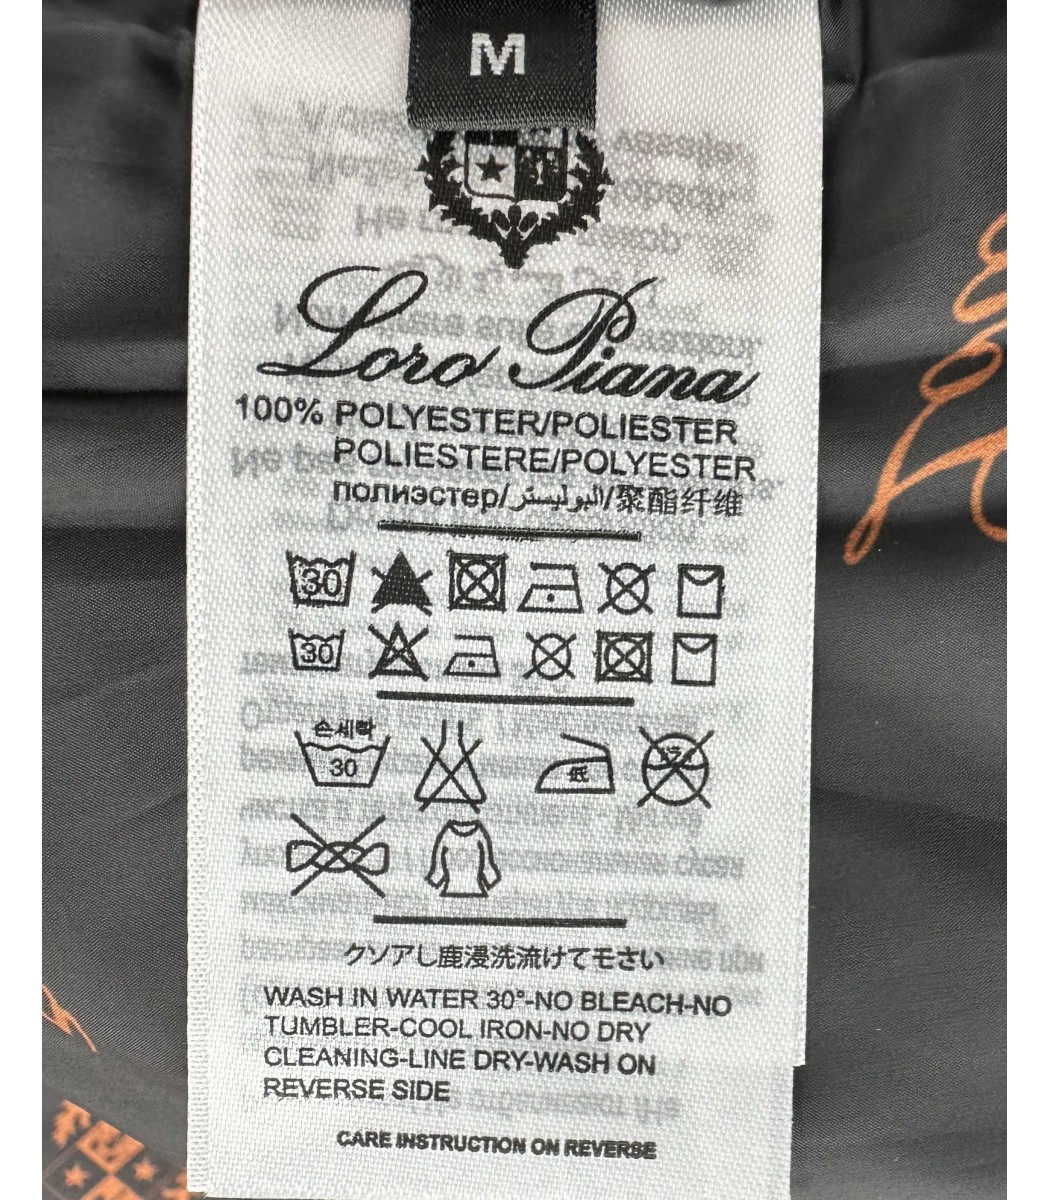 M
Loro Piana
100% POLYESTER/POLIESTER
POLIESTERE/POLYESTER
полиэстер/البوليستر/聚酯纤维
30
30
손세탁
30
低
クソアし鹿浸洗流けてモさい
WASH IN WATER 30°-NO BLEACH-NO
TUMBLER-COOL IRON-NO DRY
CLEANING-LINE DRY-WASH ON
REVERSE SIDE
CARE INSTRUCTION ON REVERSE